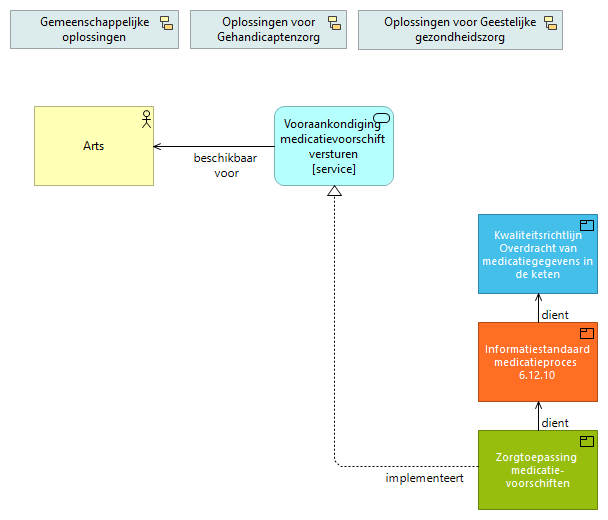 Gemeenschappelijke
oplossingen
Oplossingen voor
Gehandicaptenzorg
Oplossingen voor Geestelijke
gezondheidszorg
Arts
beschikbaar
voor
Vooraankondiging
medicatievoorschift
versturen
[service]
Kwaliteitsrichtlijn
Overdracht van
medicatiegegevens in
de keten
dient
Informatiestandaard
medicatieproces
6.12.10
dient
Zorgtoepassing
medicatie-
voorschiften
implementeert